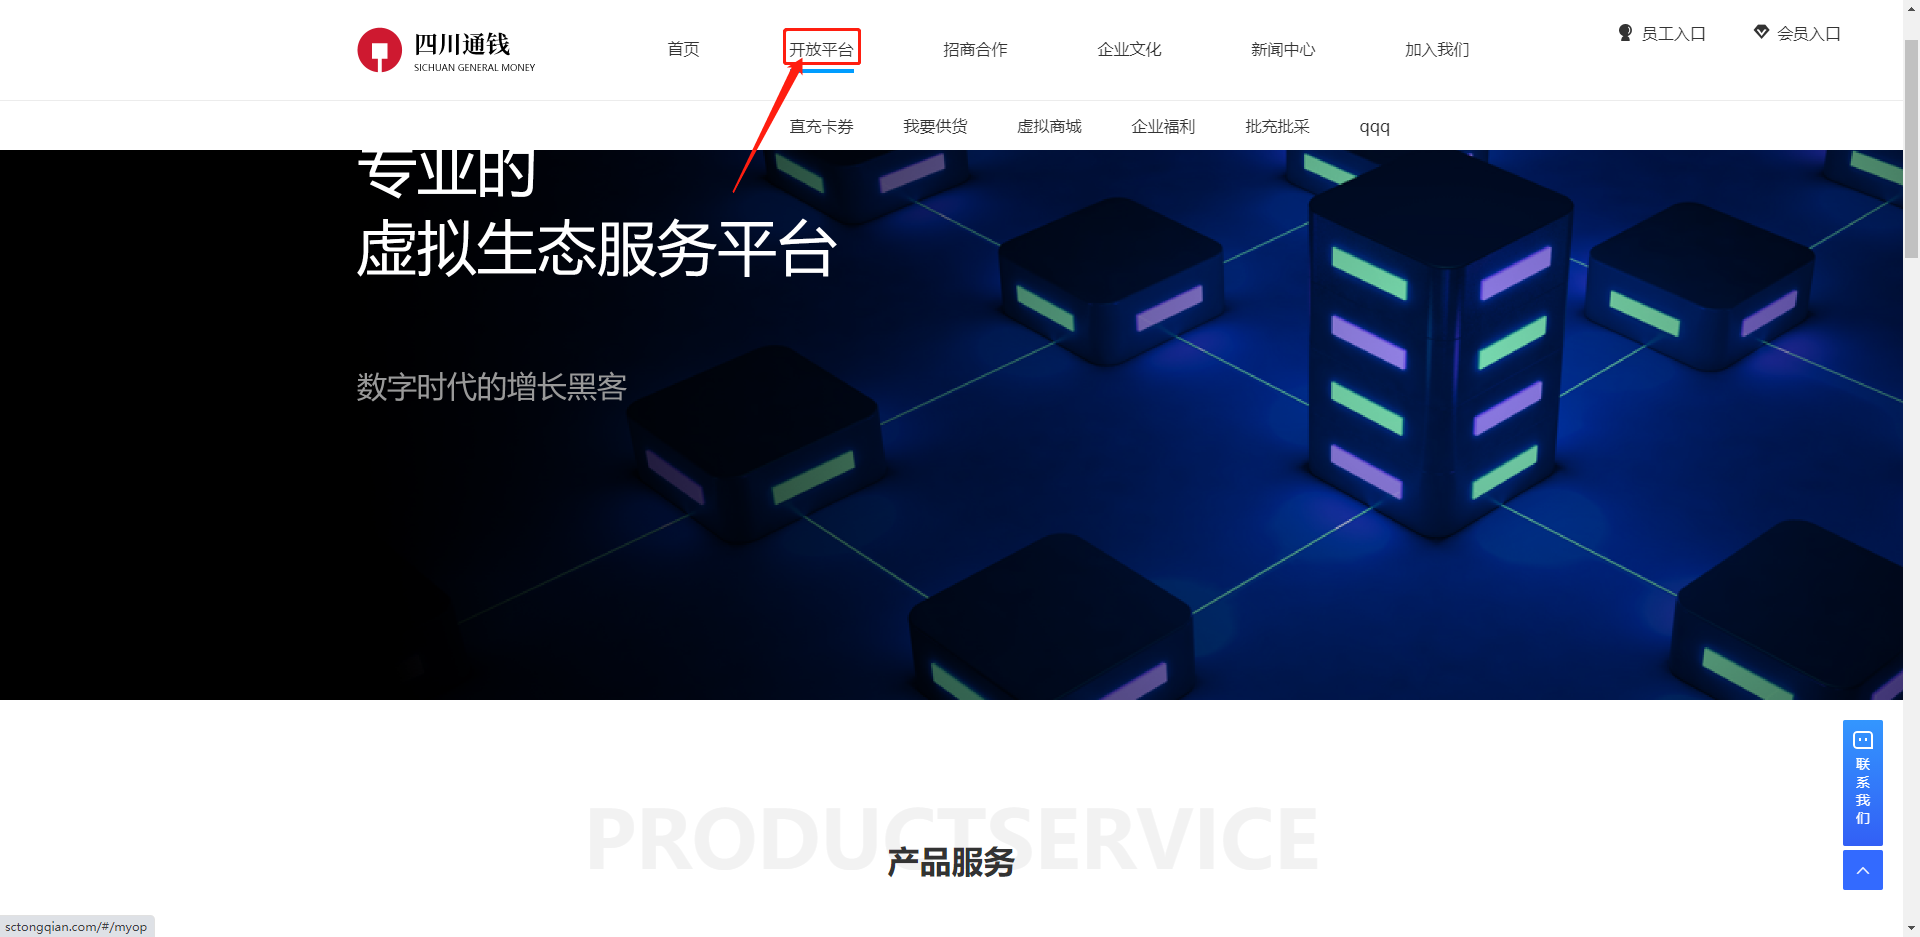 四川通钱
SICHUAN GENERAL MONEY
首页
开放平台
招商合作
企业文化
新闻中心
加入我们
员工入口
会员入口
直充卡券
我要供货
虚拟商城
企业福利
批充批采
qqq
专业的
虚拟生态服务平台
数字时代的增长黑客
PRODUCTSERVICE
产品服务
联
系
我
们
sctongqian.com/#/myop